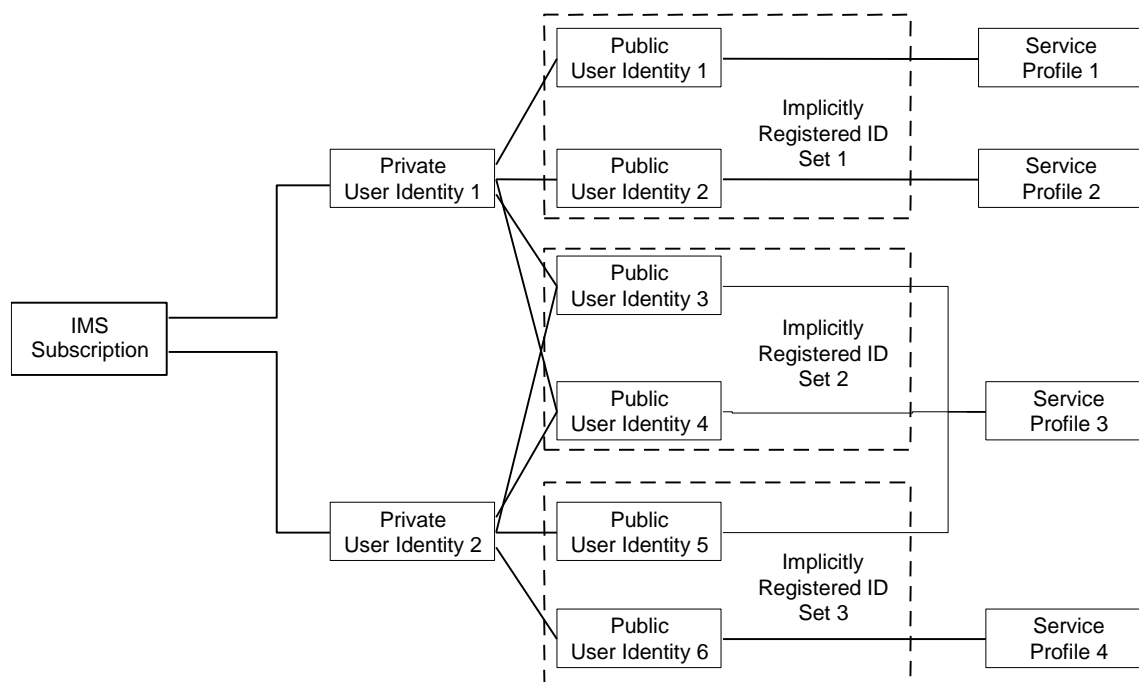 Public
User Identity 1
Service
Profile 1
Implicitly
Registered ID
Set 1
Private
User Identity 1
Public
User Identity 2
Service
Profile 2
Public
User Identity 3
IMS
Subscription
Implicitly
Registered ID
Set 2
Public
User Identity 4
Service
Profile 3
Private
User Identity 2
Public
User Identity 5
Implicitly
Registered ID
Set 3
Public
User Identity 6
Service
Profile 4